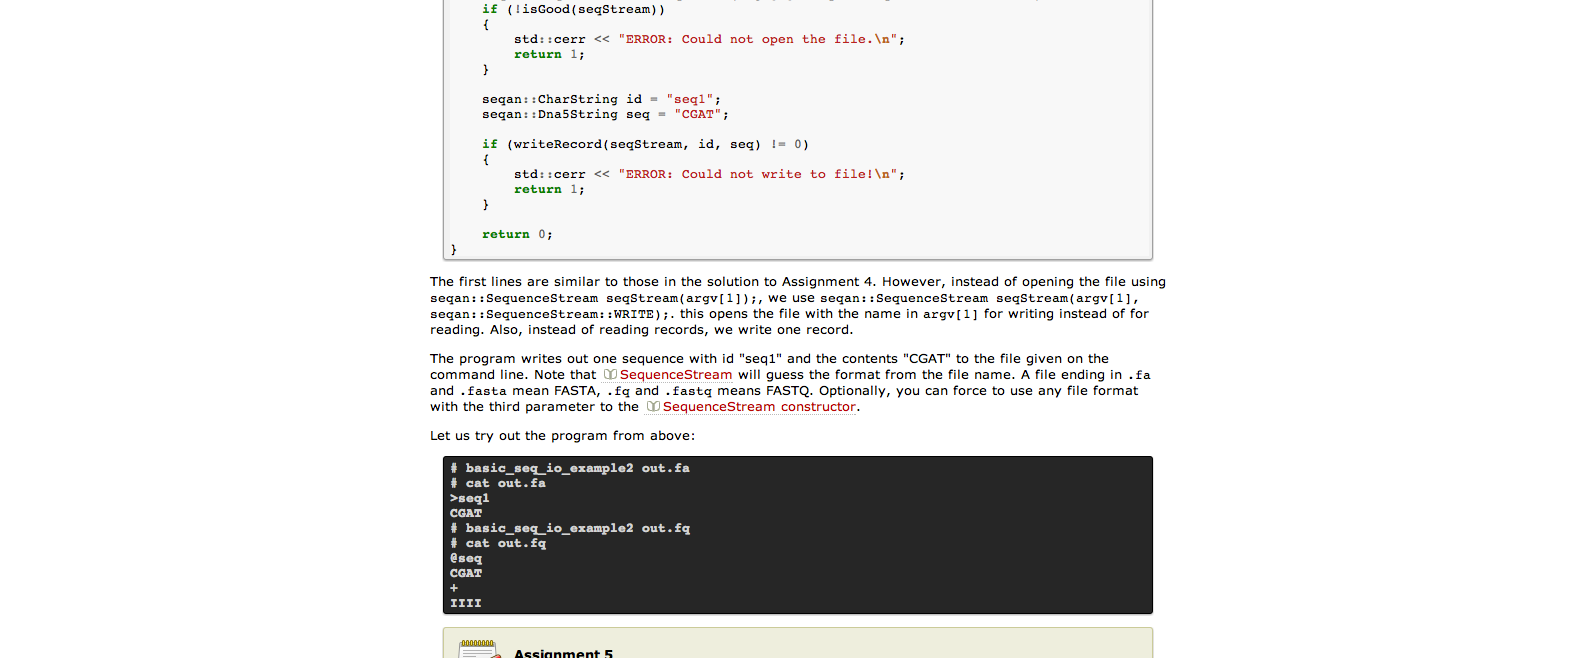 if (!isGood(seqStream))
{
std::cerr << "ERROR: Could not open the file.\n";
return 1;
}
seqan::CharString id = "seq1";
seqan::Dna5String seq = "CGAT";
if (writeRecord(seqStream, id, seq) != 0)
{
std::cerr << "ERROR: Could not write to file!\n";
return 1;
}
return 0;
}
The first lines are similar to those in the solution to Assignment 4. However, instead of opening the file using
seqan::SequenceStream seqStream(argv[1]);, we use seqan::SequenceStream seqStream(argv[1],
seqan::SequenceStream::WRITE);. this opens the file with the name in argv[1] for writing instead of for
reading. Also, instead of reading records, we write one record.
The program writes out one sequence with id "seq1" and the contents "CGAT" to the file given on the
command line. Note that SequenceStream will guess the format from the file name. A file ending in .fa
and .fasta mean FASTA, .fq and .fastq means FASTQ. Optionally, you can force to use any file format
with the third parameter to the SequenceStream constructor.
Let us try out the program from above:
# basic_seq_io_example2 out.fa
# cat out.fa
>seq1
CGAT
# basic_seq_io_example2 out.fq
# cat out.fq
@seq
CGAT
+
IIII
Assignment 5